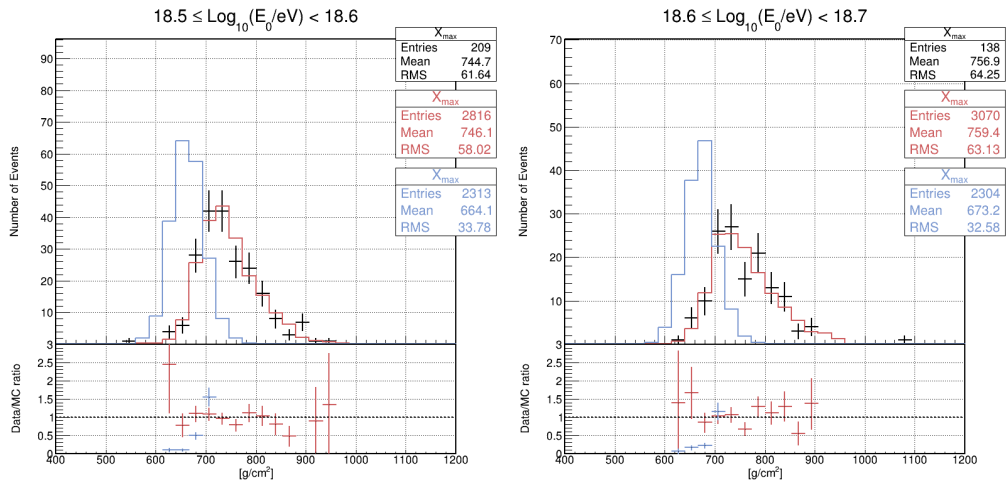 18.5 ≤ Log10(E0/eV) < 18.6
Xmax
Entries 209
Mean 744.7
RMS 61.64
Xmax
Entries 2816
Mean 746.1
RMS 58.02
Xmax
Entries 2313
Mean 664.1
RMS 33.78
Number of Events
90
80
70
60
50
40
30
20
10
3
2.5
2
1.5
1
0.5
0
Data/MC ratio
400 500 600 700 800 900 1000 1100 1200
[g/cm2]
18.6 ≤ Log10(E0/eV) < 18.7
Xmax
Entries 138
Mean 756.9
RMS 64.25
Xmax
Entries 3070
Mean 759.4
RMS 63.13
Xmax
Entries 2304
Mean 673.2
RMS 32.58
Number of Events
70
60
50
40
30
20
10
3
2.5
2
1.5
1
0.5
0
Data/MC ratio
400 500 600 700 800 900 1000 1100 1200
[g/cm2]